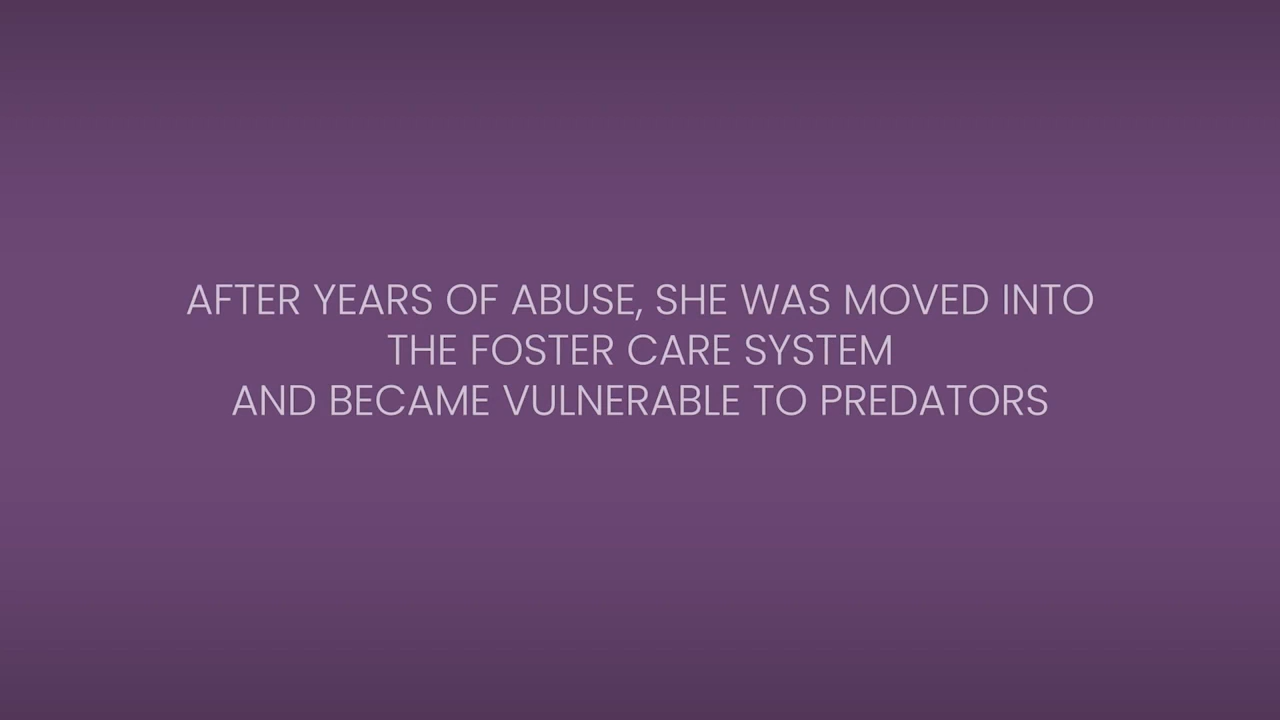 AFTER YEARS OF ABUSE, SHE WAS MOVED INTO
THE FOSTER CARE SYSTEM
AND BECAME VULNERABLE TO PREDATORS